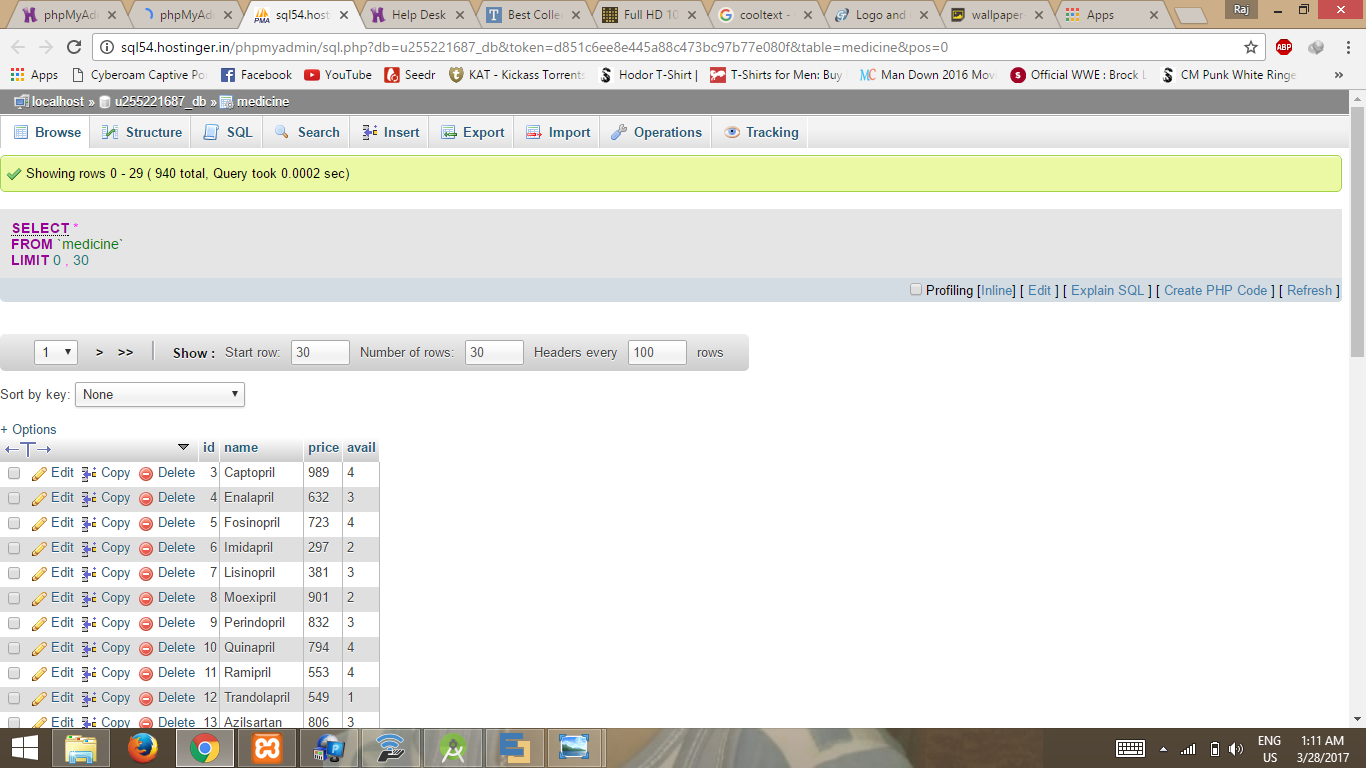 phpMyAd
phpMyAd
sql54.host
Help Desk
Best Colle
Full HD 10
cooltext -
Logo and
wallpaper-
Apps
Raj
sql54.hostinger.in/phpmyadmin/sql.php?db=u255221687_db&token=d851c6ee8e445a88c473bc97b77e080f&table=medicine&pos=0
ABP
Apps
Cyberoam Captive Po
Facebook
YouTube
Seedr
KAT - Kickass Torrents
Hodor T-Shirt |
T-Shirts for Men: Buy
Man Down 2016 Movi
Official WWE : Brock L
CM Punk White Ringe
»
localhost » u255221687_db » medicine
Browse
Structure
SQL
Search
Insert
Export
Import
Operations
Tracking
Showing rows 0 - 29 ( 940 total, Query took 0.0002 sec)
SELECT *
FROM `medicine`
LIMIT 0 , 30
Profiling [Inline] [ Edit ] [ Explain SQL ] [ Create PHP Code ] [ Refresh ]
1 > >> Show : Start row: 30 Number of rows: 30 Headers every 100 rows
Sort by key: None
+ Options
←T→ id name price avail
Edit Copy Delete 3 Captopril 989 4
Edit Copy Delete 4 Enalapril 632 3
Edit Copy Delete 5 Fosinopril 723 4
Edit Copy Delete 6 Imidapril 297 2
Edit Copy Delete 7 Lisinopril 381 3
Edit Copy Delete 8 Moexipril 901 2
Edit Copy Delete 9 Perindopril 832 3
Edit Copy Delete 10 Quinapril 794 4
Edit Copy Delete 11 Ramipril 553 4
Edit Copy Delete 12 Trandolapril 549 1
Edit Copy Delete 13 Azilsartan 806 3
ENG
US
1:11 AM
3/28/2017